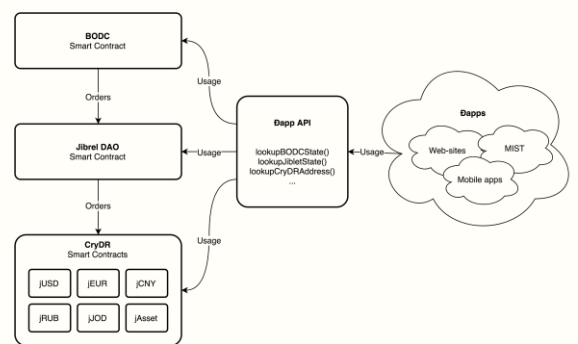 BODC
Smart Contract
Orders
Usage
Jibrel DAO
Smart Contract
Usage
Orders
Usage
CryDR
Smart Contracts
jUSD
jEUR
jCNY
jRUB
jJOD
jAsset
Đapp API
lookupBODCState()
lookupJibletState()
lookupCryDRAddress()
...
Usage
Đapps
Web-sites
MIST
Mobile apps